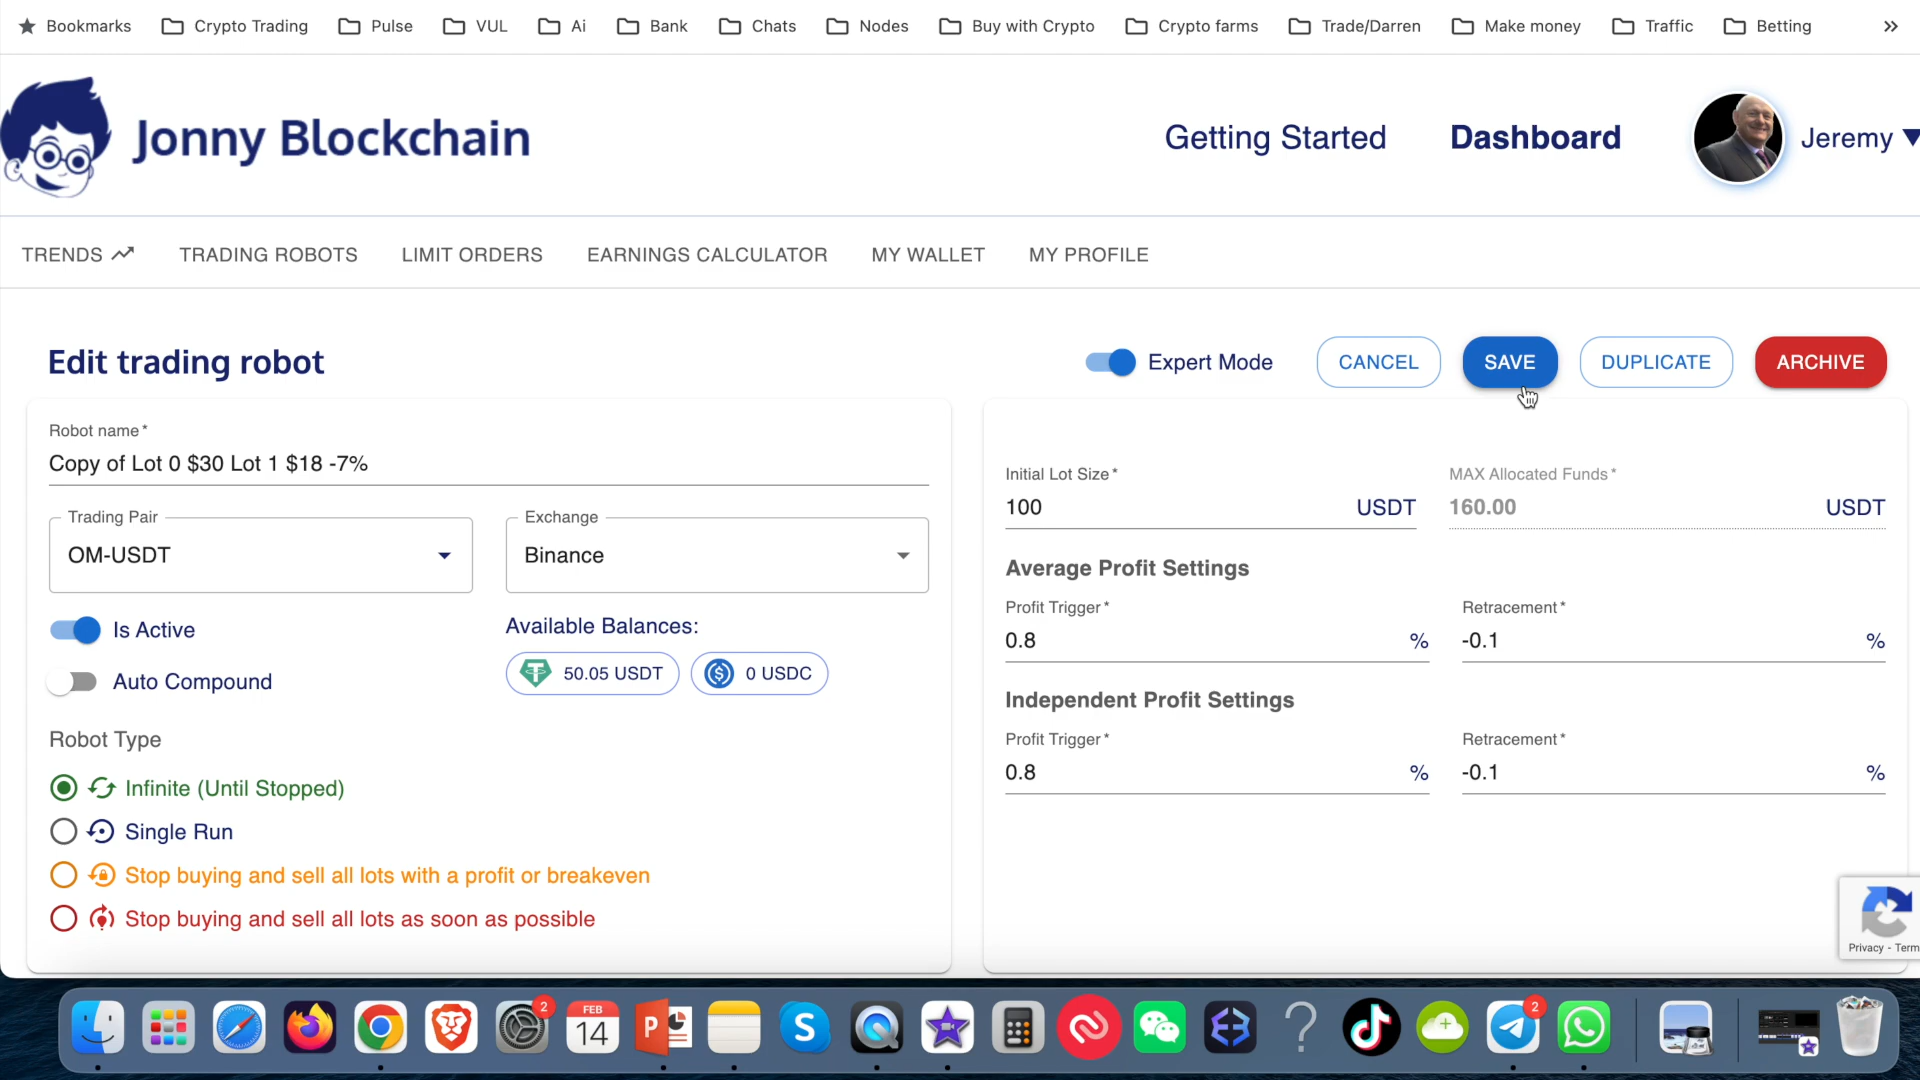 Bookmarks Crypto Trading Pulse VUL Ai Bank Chats Nodes Buy with Crypto Crypto farms Trade/Darren Make money Traffic Betting »
Jonny Blockchain Getting Started Dashboard Jeremy
TRENDS TRADING ROBOTS LIMIT ORDERS EARNINGS CALCULATOR MY WALLET MY PROFILE
Edit trading robot Expert Mode CANCEL SAVE DUPLICATE ARCHIVE
Robot name*
Copy of Lot 0 $30 Lot 1 $18 -7%
Trading Pair Exchange
OM-USDT Binance
Is Active Available Balances:
50.05 USDT 0 USDC
Auto Compound
Robot Type
Infinite (Until Stopped)
Single Run
Stop buying and sell all lots with a profit or breakeven
Stop buying and sell all lots as soon as possible
Initial Lot Size* MAX Allocated Funds*
100 USDT 160.00 USDT
Average Profit Settings
Profit Trigger* Retracement*
0.8 % -0.1 %
Independent Profit Settings
Profit Trigger* Retracement*
0.8 % -0.1 %
Privacy - Term
2 FEB 14 P S ? 2